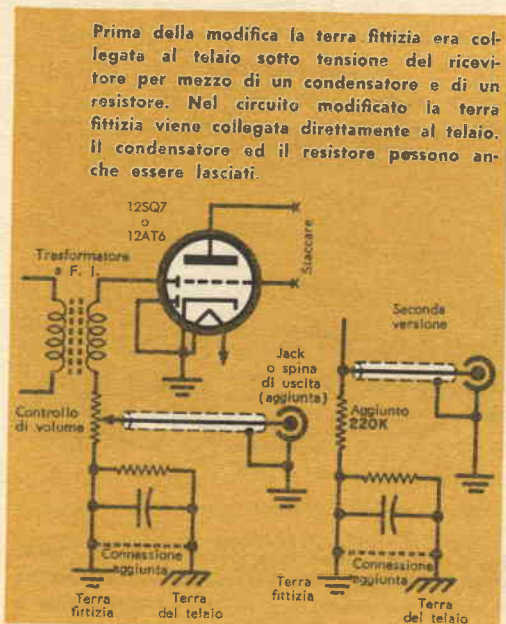 Prima della modifica la terra fittizia era col-
legata al telaio sotto tensione del ricevi-
tore per mezzo di un condensatore e di un
resistore. Nel circuito modificato la terra
fittizia viene collegata direttamente al telaio.
Il condensatore ed il resistore possono an-
che essere lasciati.
12SQ7
o
12AT6
Staccare
Trasformatore
a F. I.
Controllo
di volume
Jack
o spina
di uscita
(aggiunta)
Connessione
aggiunta
Terra
fittizia
Terra
del telaio
Seconda
versione
Aggiunto
220K
Connessione
aggiunta
Terra
fittizia
Terra
del telaio